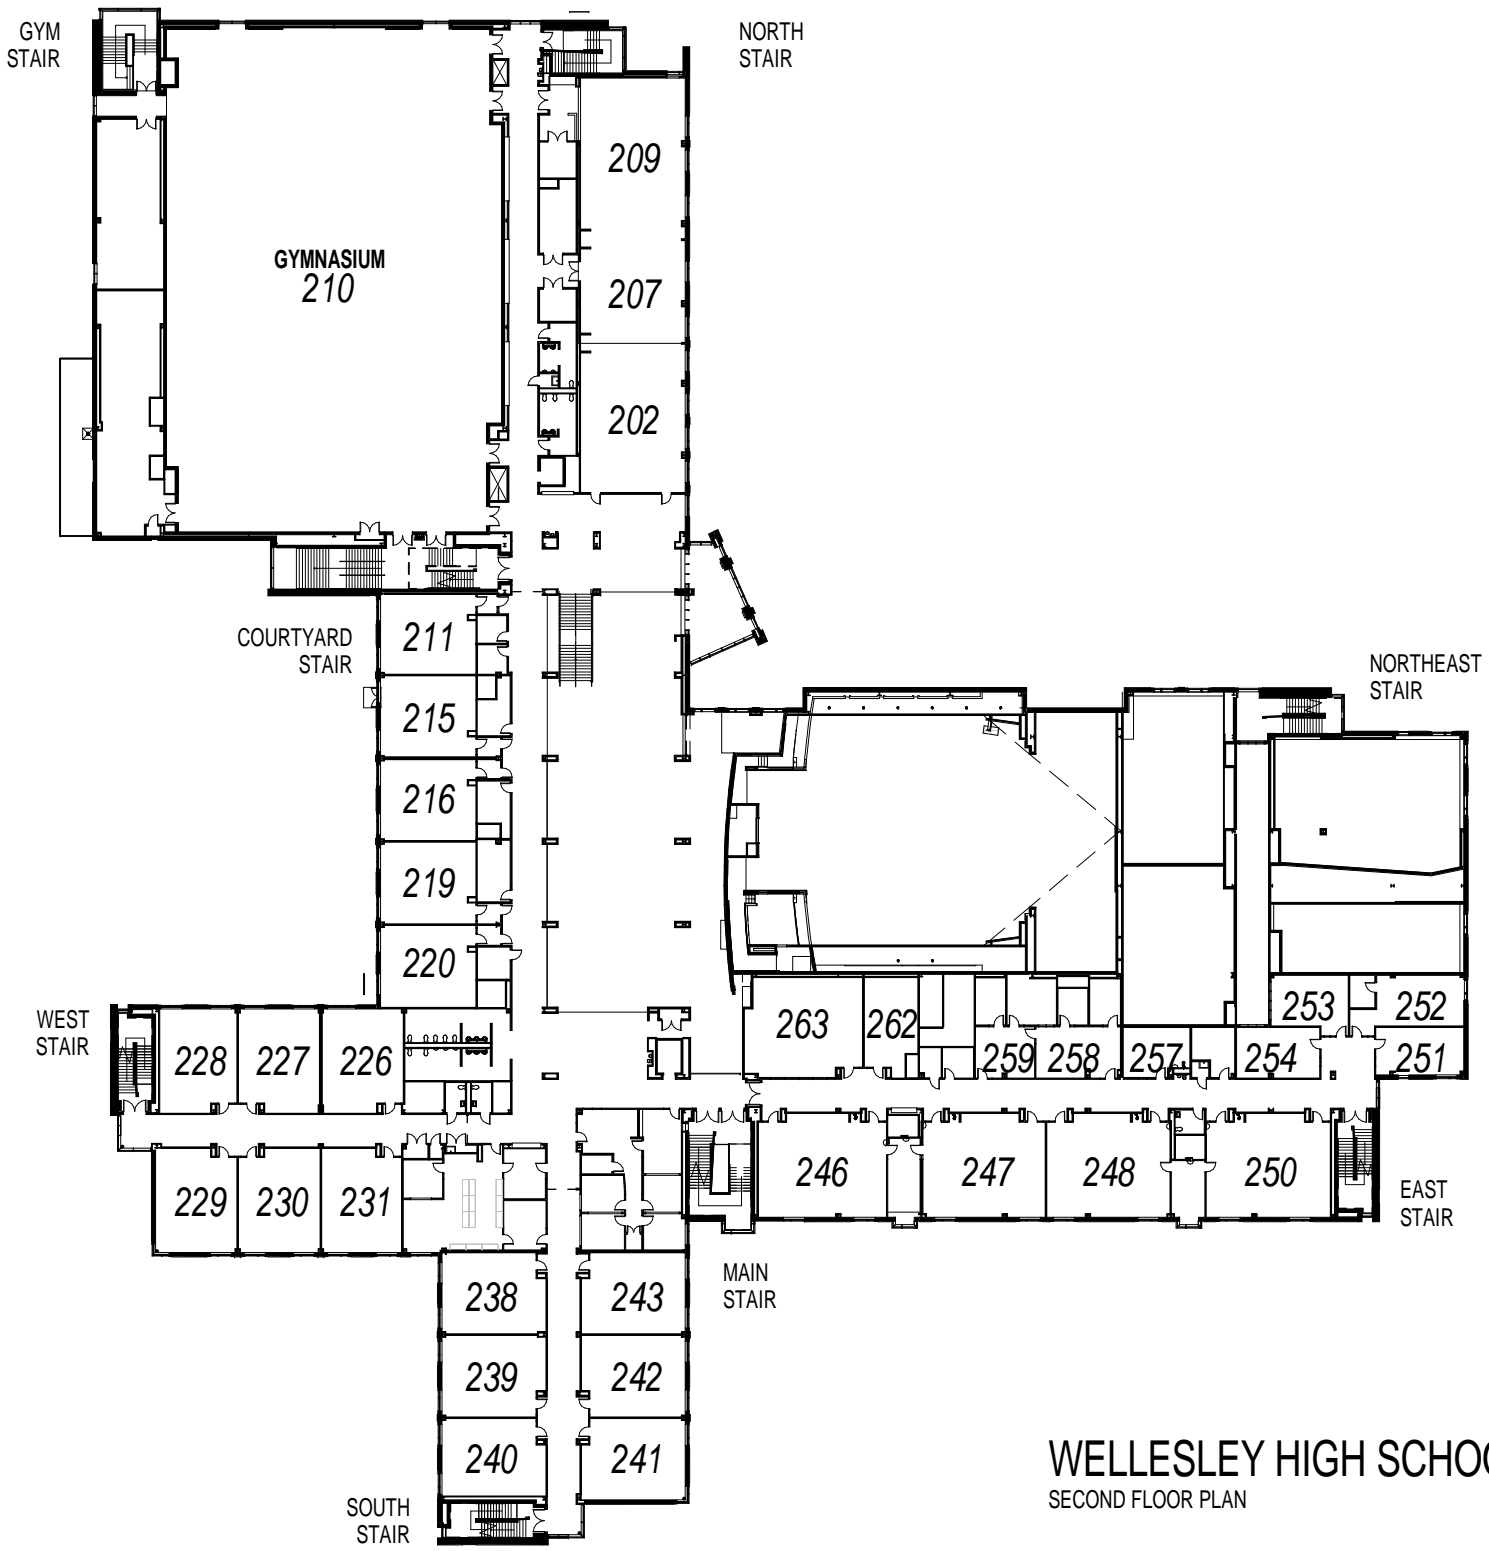 GYM
STAIR
NORTH
STAIR
209
GYMNASIUM
210
207
202
COURTYARD
STAIR
211
NORTHEAST
STAIR
215
216
219
220
WEST
STAIR
228
227
226
263
262
259
258
257
254
253
252
251
229
230
231
246
247
248
250
EAST
STAIR
MAIN
STAIR
238
243
239
242
240
241
SOUTH
STAIR
WELLESLEY HIGH SCHOO
SECOND FLOOR PLAN